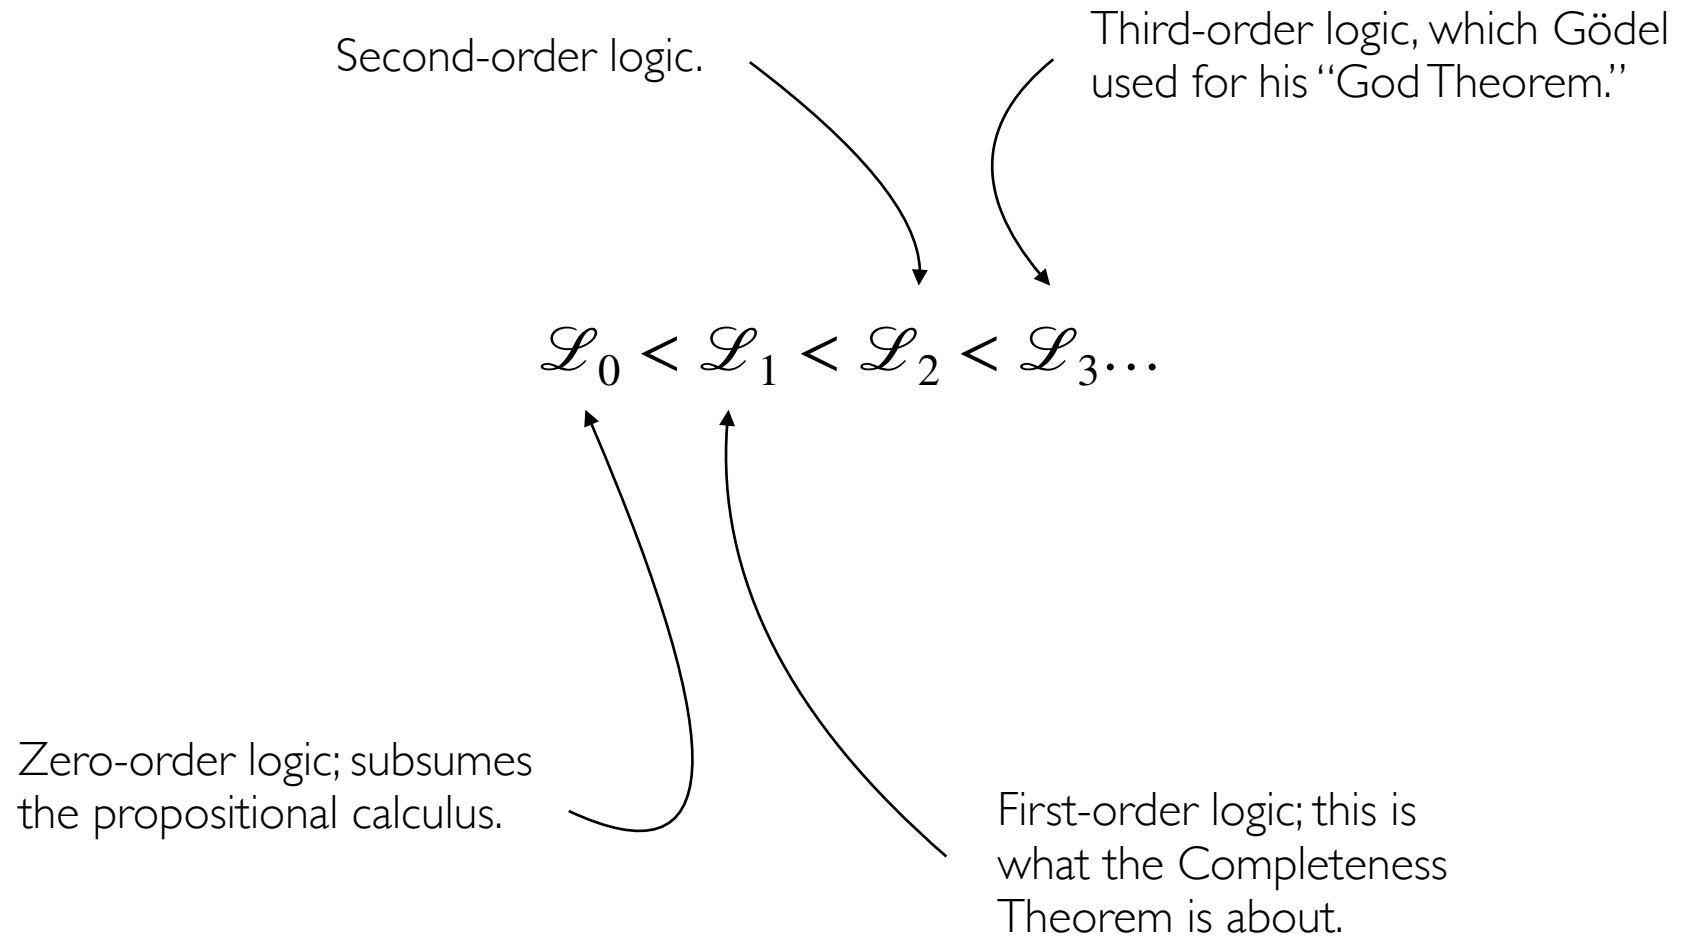 Second-order logic.
Third-order logic, which Gödel
used for his “God Theorem.”
ℒ0 < ℒ1 < ℒ2 < ℒ3...
Zero-order logic; subsumes
the propositional calculus.
First-order logic; this is
what the Completeness
Theorem is about.